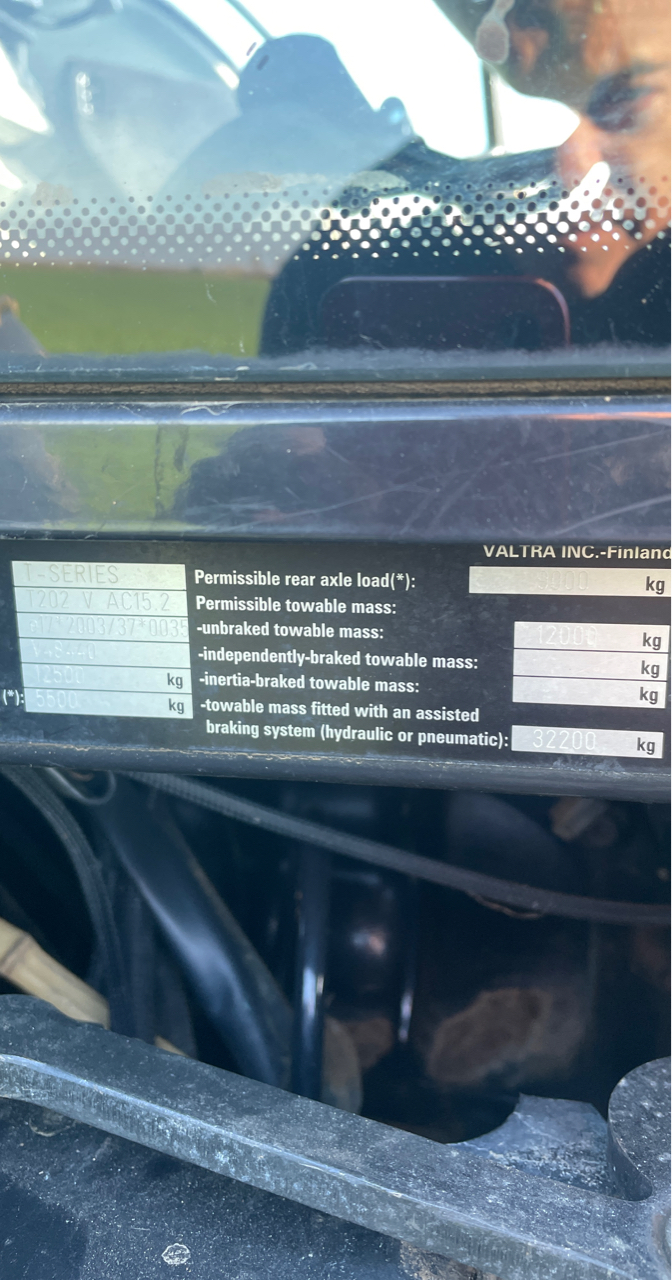 VALTRA INC.-Finland
T-SERIES
Permissible rear axle load(*):
kg
T202 V AC15.2
Permissible towable mass:
e17*2003/37*0035
-unbraked towable mass:
12000 kg
-independently-braked towable mass:
kg
12500 kg
-inertia-braked towable mass:
kg
(*): 5500 kg
-towable mass fitted with an assisted
braking system (hydraulic or pneumatic):
32200 kg